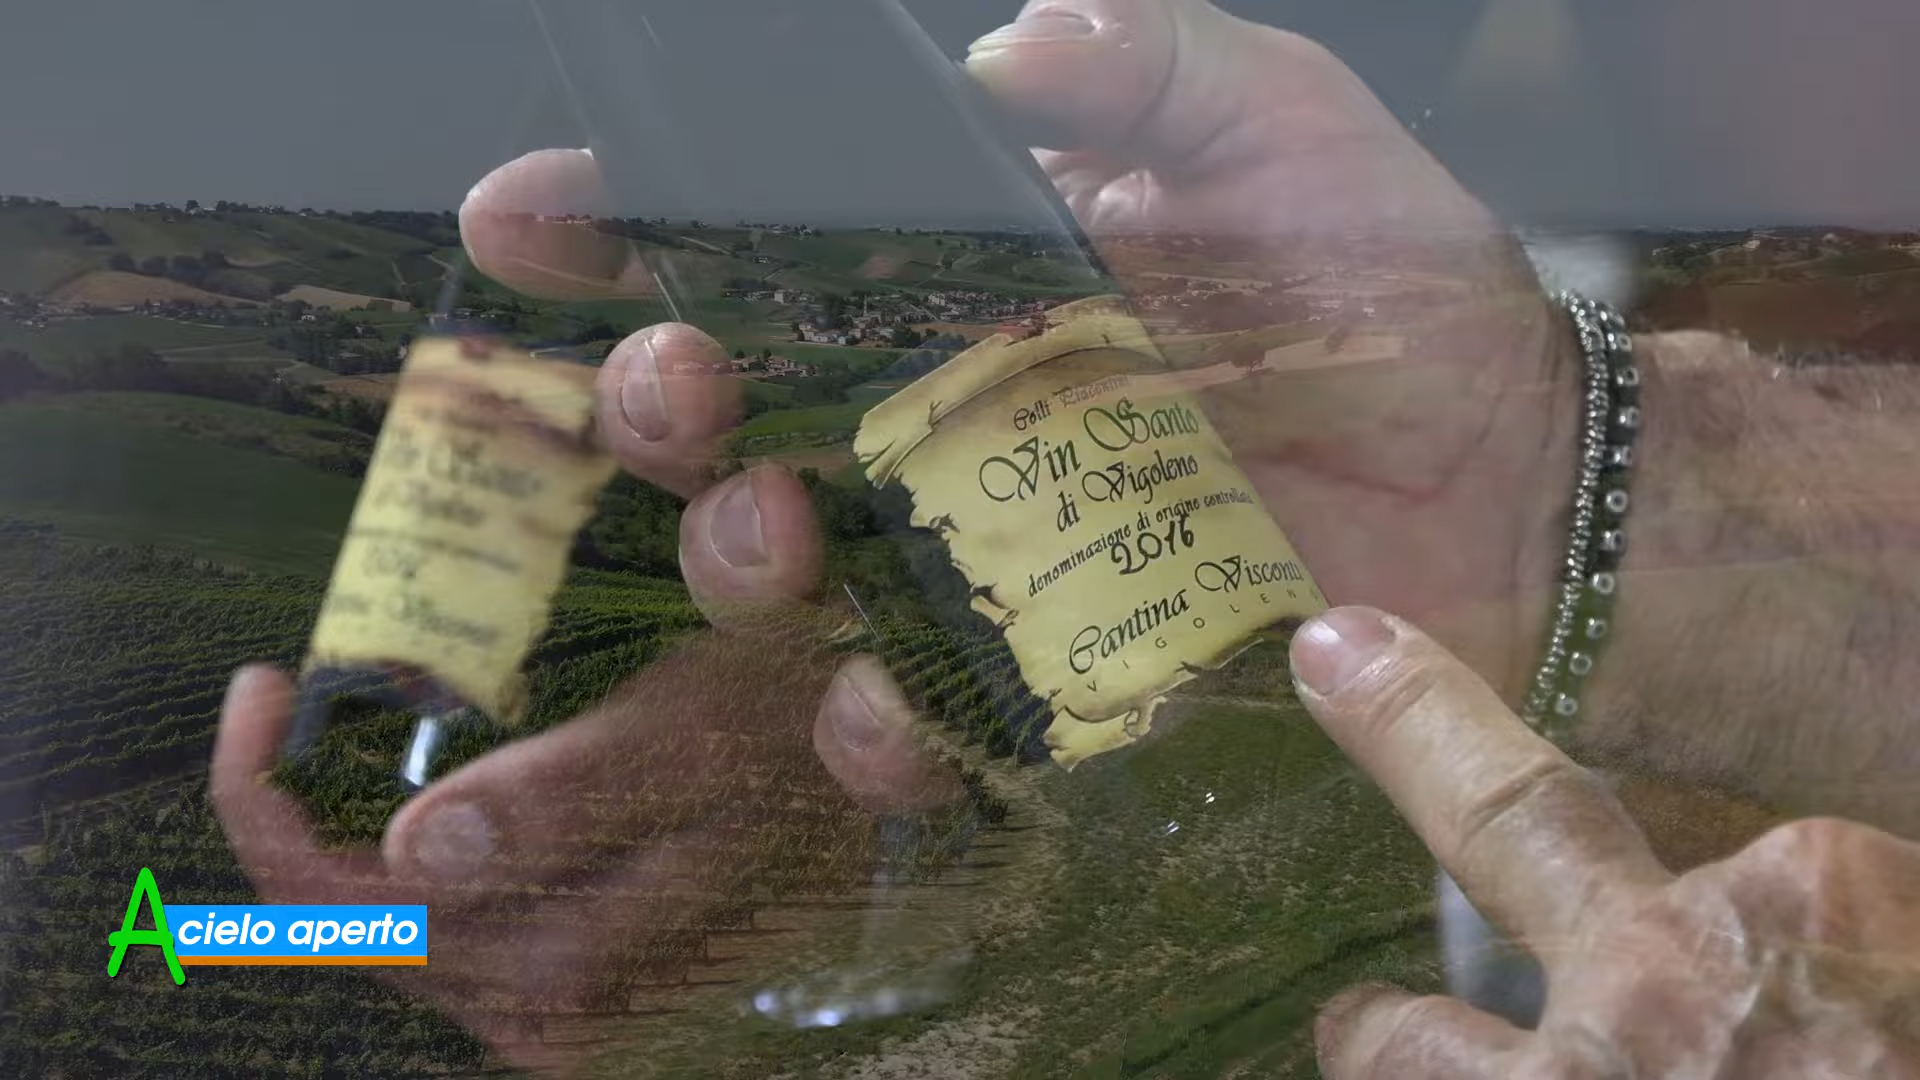 Colli Piacentini
Vin Santo
di Vigoleno
denominazione di origine controllata
2016
Cantina Visconti
VIGOLENO
A cielo aperto